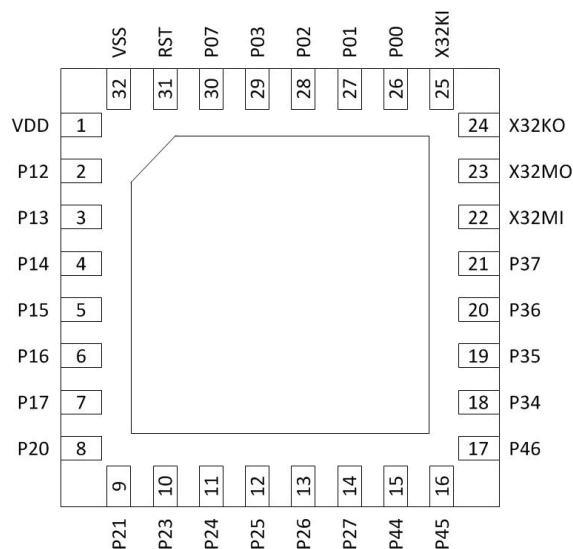 VSS RST P07 P03 P02 P01 P00 X32KI
32 31 30 29 28 27 26 25
VDD 1 24 X32KO
P12 2 23 X32MO
P13 3 22 X32MI
P14 4 21 P37
P15 5 20 P36
P16 6 19 P35
P17 7 18 P34
P20 8 17 P46
9 10 11 12 13 14 15 16
P21 P23 P24 P25 P26 P27 P44 P45